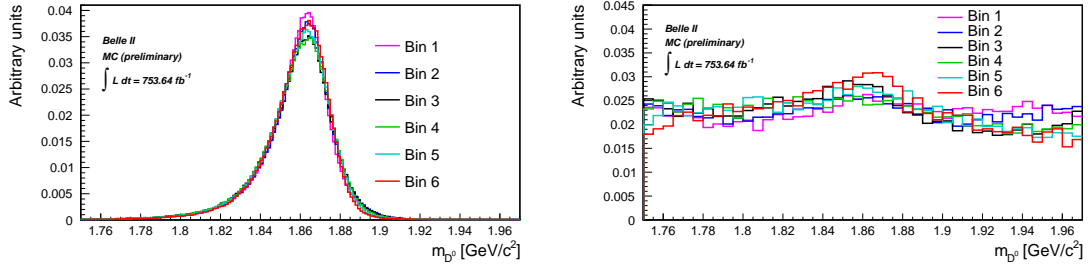 Arbitrary units
0.04
0.035
0.03
0.025
0.02
0.015
0.01
0.005
0
Belle II
MC (preliminary)
∫ L dt = 753.64 fb⁻¹
Bin 1
Bin 2
Bin 3
Bin 4
Bin 5
Bin 6
1.76 1.78 1.8 1.82 1.84 1.86 1.88 1.9 1.92 1.94 1.96
m_D⁰ [GeV/c²]
Arbitrary units
0.045
0.04
0.035
0.03
0.025
0.02
0.015
0.01
0.005
0
Belle II
MC (preliminary)
∫ L dt = 753.64 fb⁻¹
Bin 1
Bin 2
Bin 3
Bin 4
Bin 5
Bin 6
1.76 1.78 1.8 1.82 1.84 1.86 1.88 1.9 1.92 1.94 1.96
m_D⁰ [GeV/c²]